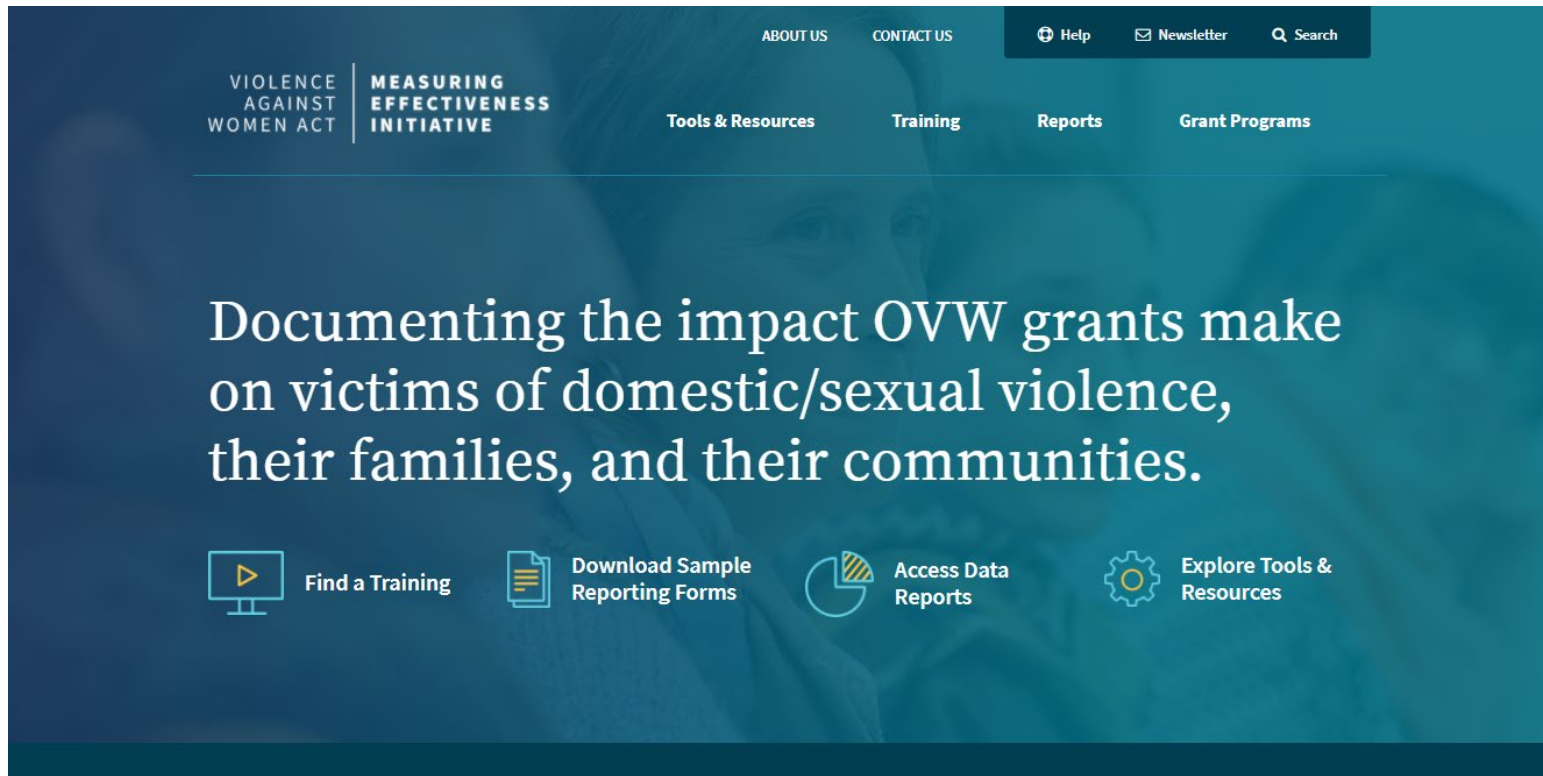 ABOUT US CONTACT US Help Newsletter Search
VIOLENCE
AGAINST
WOMEN ACT
MEASURING
EFFECTIVENESS
INITIATIVE
Tools & Resources Training Reports Grant Programs
Documenting the impact OVW grants make
on victims of domestic/sexual violence,
their families, and their communities.
Find a Training
Download Sample
Reporting Forms
Access Data
Reports
Explore Tools &
Resources